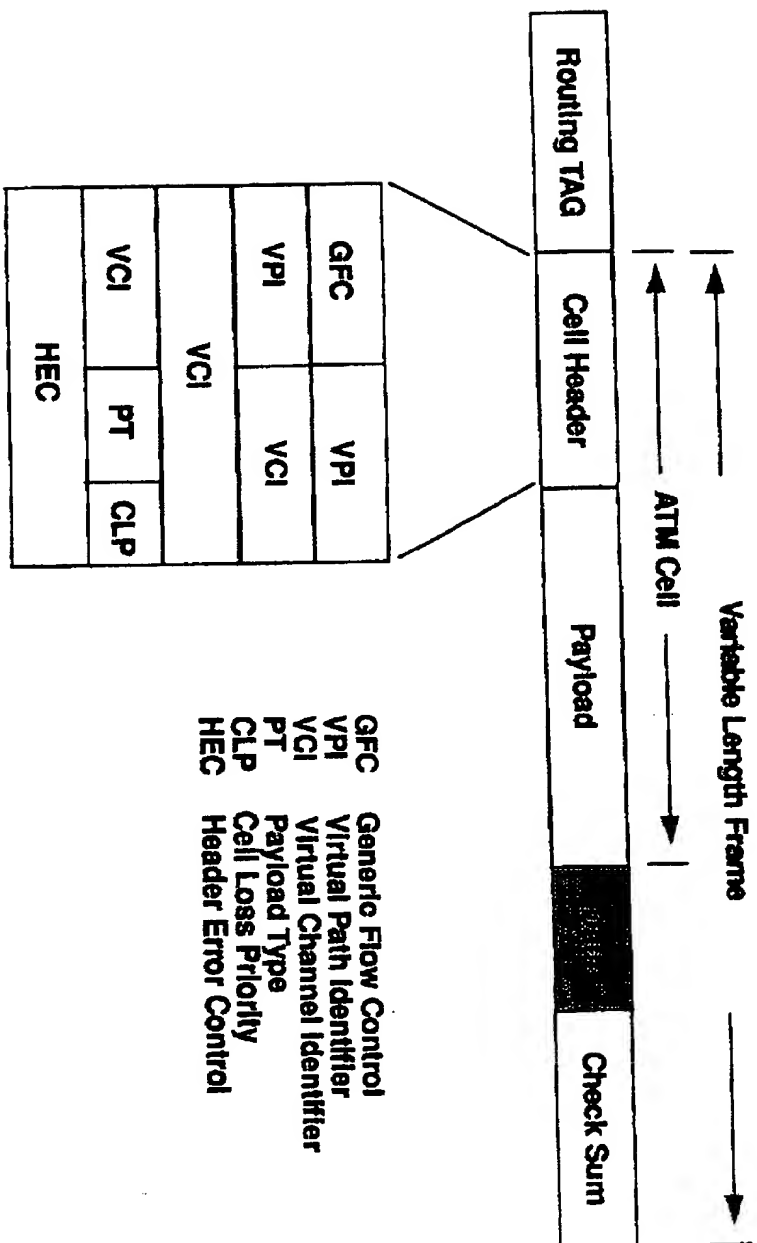 Variable Length Frame
ATM Cell
Routing TAG
Cell Header
Payload
Check Sum
GFC
VPI
VPI
VCI
VCI
VCI
PT
CLP
HEC
GFC Generic Flow Control
VPI Virtual Path Identifier
VCI Virtual Channel Identifier
PT Payload Type
CLP Cell Loss Priority
HEC Header Error Control